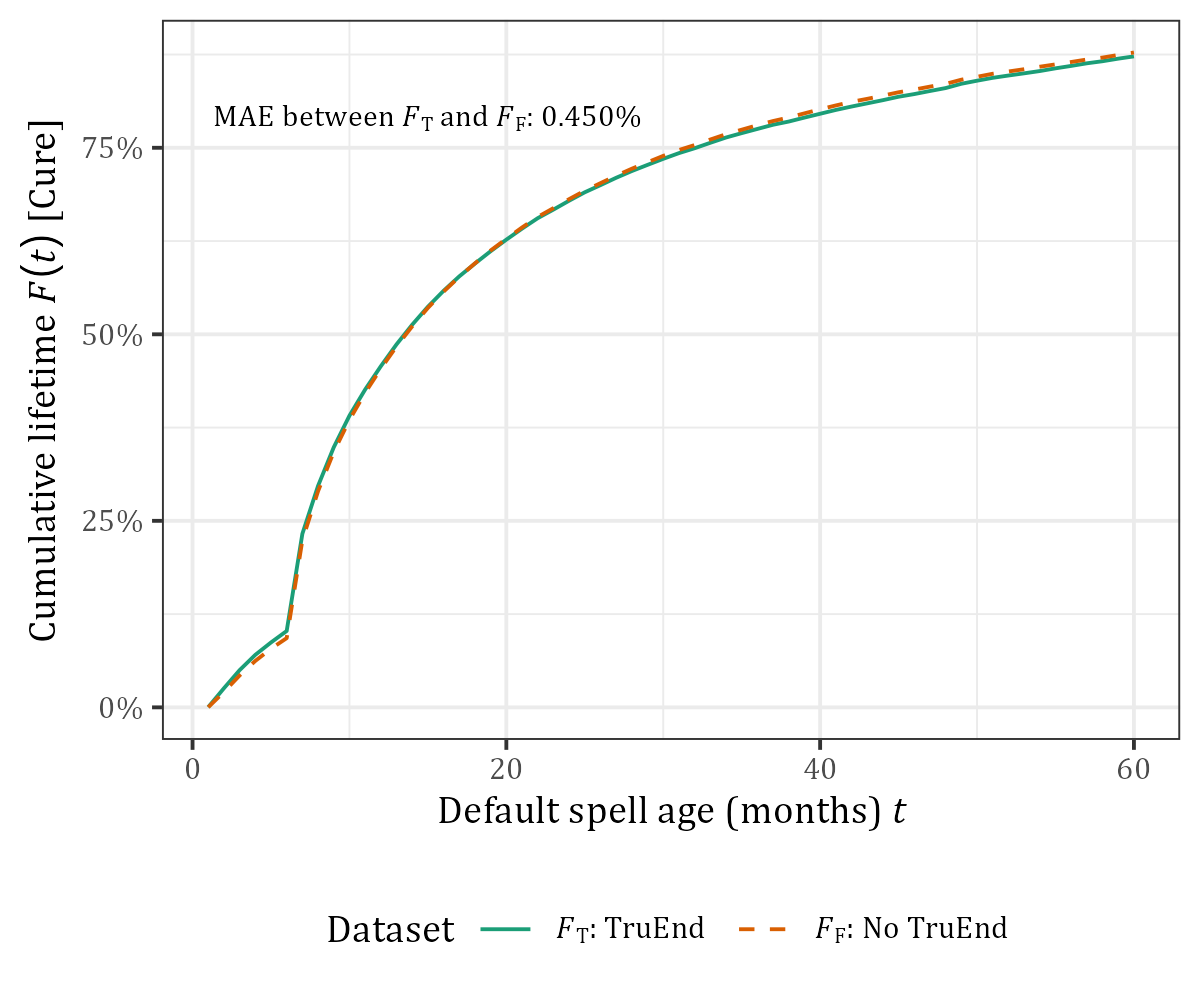 MAE between F_T and F_F: 0.450%
Cumulative lifetime F(t) [Cure]
75%
50%
25%
0%
0 20 40 60
Default spell age (months) t
Dataset F_T: TruEnd F_F: No TruEnd